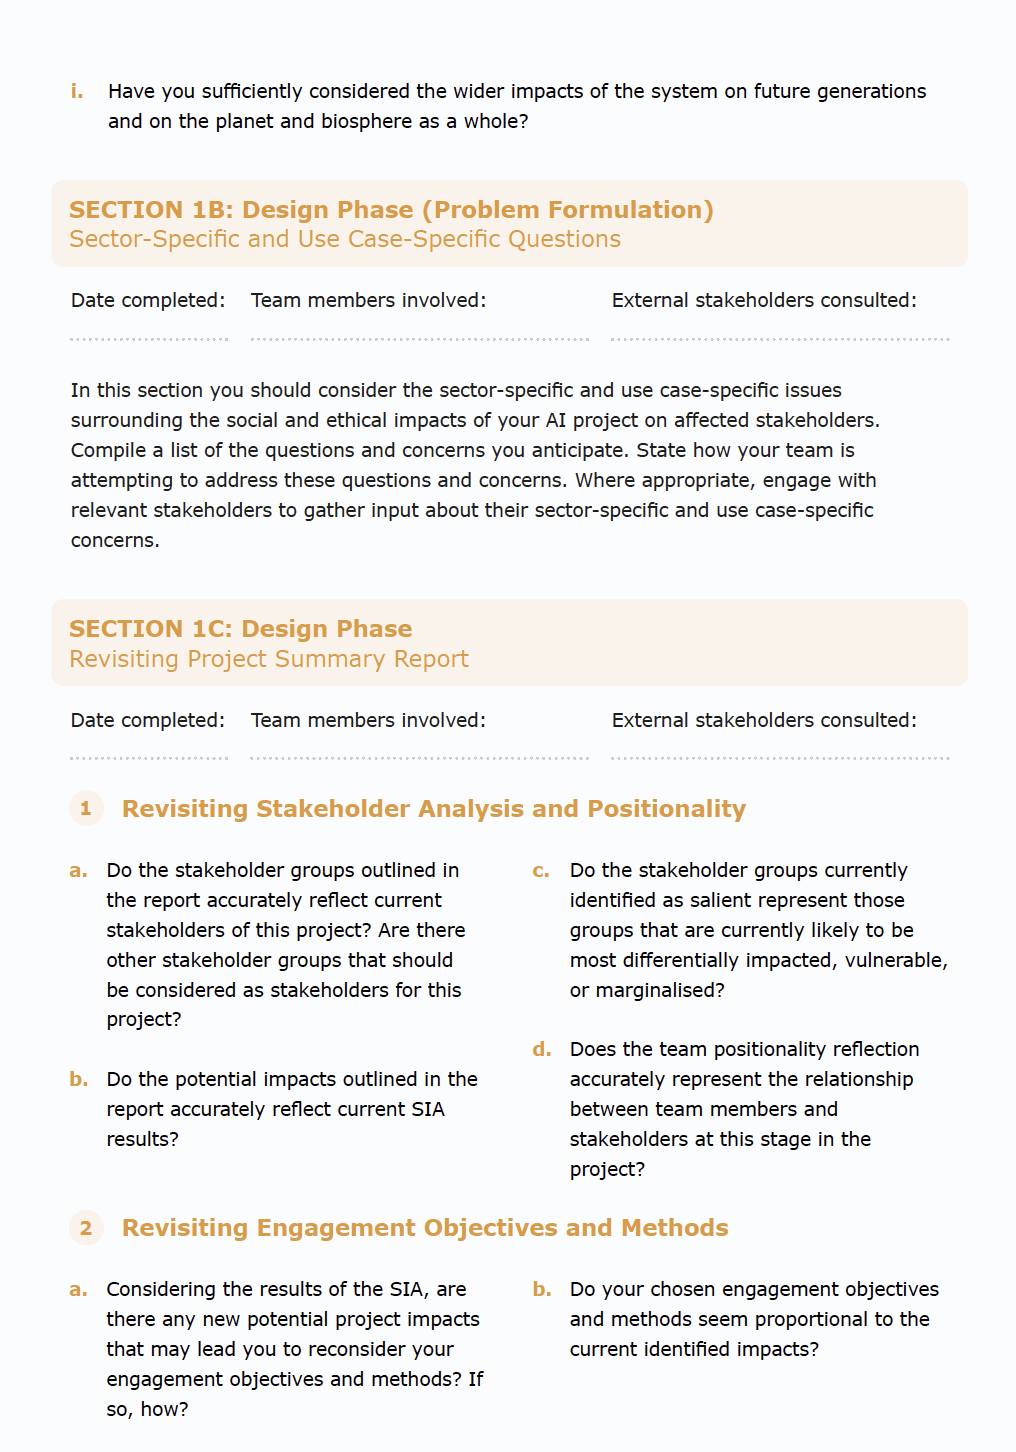 i. Have you sufficiently considered the wider impacts of the system on future generations
and on the planet and biosphere as a whole?
SECTION 1B: Design Phase (Problem Formulation)
Sector-Specific and Use Case-Specific Questions
Date completed: Team members involved: External stakeholders consulted:
In this section you should consider the sector-specific and use case-specific issues
surrounding the social and ethical impacts of your AI project on affected stakeholders.
Compile a list of the questions and concerns you anticipate. State how your team is
attempting to address these questions and concerns. Where appropriate, engage with
relevant stakeholders to gather input about their sector-specific and use case-specific
concerns.
SECTION 1C: Design Phase
Revisiting Project Summary Report
Date completed: Team members involved: External stakeholders consulted:
1 Revisiting Stakeholder Analysis and Positionality
a. Do the stakeholder groups outlined in
the report accurately reflect current
stakeholders of this project? Are there
other stakeholder groups that should
be considered as stakeholders for this
project?
b. Do the potential impacts outlined in the
report accurately reflect current SIA
results?
c. Do the stakeholder groups currently
identified as salient represent those
groups that are currently likely to be
most differentially impacted, vulnerable,
or marginalised?
d. Does the team positionality reflection
accurately represent the relationship
between team members and
stakeholders at this stage in the
project?
2 Revisiting Engagement Objectives and Methods
a. Considering the results of the SIA, are
there any new potential project impacts
that may lead you to reconsider your
engagement objectives and methods? If
so, how?
b. Do your chosen engagement objectives
and methods seem proportional to the
current identified impacts?